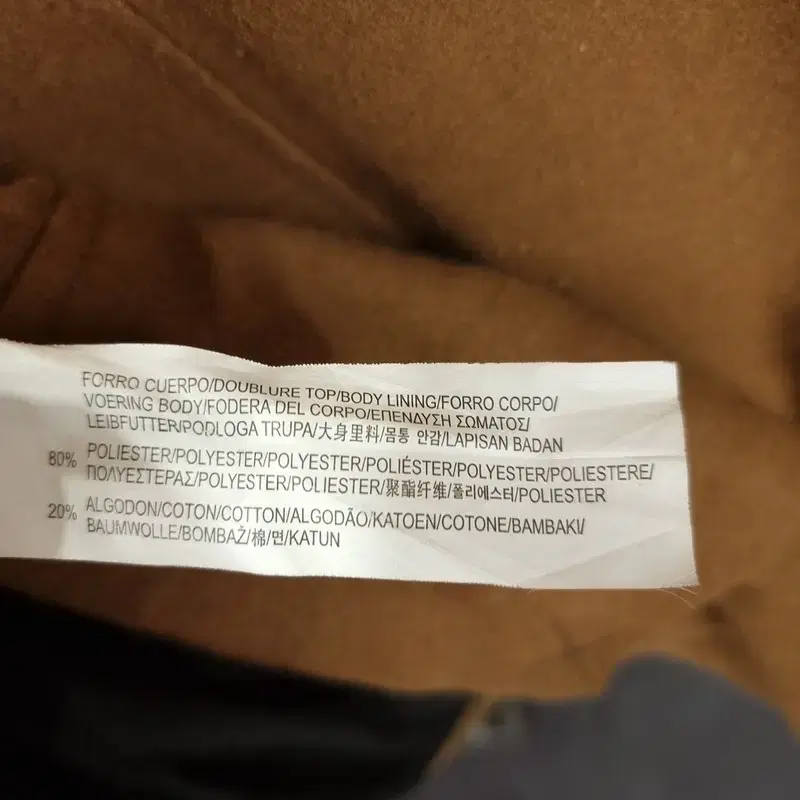 FORRO CUERPO/DOUBLURE TOP/BODY LINING/FORRO CORPO/
VOERING BODY/FODERA DEL CORPO/ΕΠΕΝΔΥΣΗ ΣΩΜΑΤΟΣ/
LEIBFUTTER/PODLOGA TRUPA/大身里料/몸통 안감/LAPISAN BADAN
80% POLIESTER/POLYESTER/POLYESTER/POLIÉSTER/POLYESTER/POLIESTERE/
ΠΟΛΥΕΣΤΕΡΑΣ/POLYESTER/POLIESTER/聚酯纤维/폴리에스터/POLIESTER
20% ALGODON/COTON/COTTON/ALGODÃO/KATOEN/COTONE/BAMBAKI/
BAUMWOLLE/BOMBAŽ/棉/면/KATUN